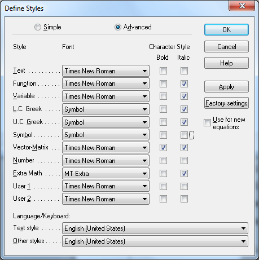 Define Styles
Simple Advanced OK
Style Font Character Style Cancel
Bold Italic
Help
Text . . . . . . . . . Times New Roman
Function . . . . . . Times New Roman Apply
Variable . . . . . . Times New Roman
L.C. Greek . . . . Symbol Factory settings
U.C. Greek . . . . Symbol Use for new
Symbol . . . . . . . Symbol equations
Vector-Matrix . . . Times New Roman
Number . . . . . . . Times New Roman
Extra Math . . . . . MT Extra
User 1 . . . . . . . . Times New Roman
User 2 . . . . . . . . Times New Roman
Language/Keyboard
Text style . . . . . . English (United States)
Other styles . . . . English (United States)